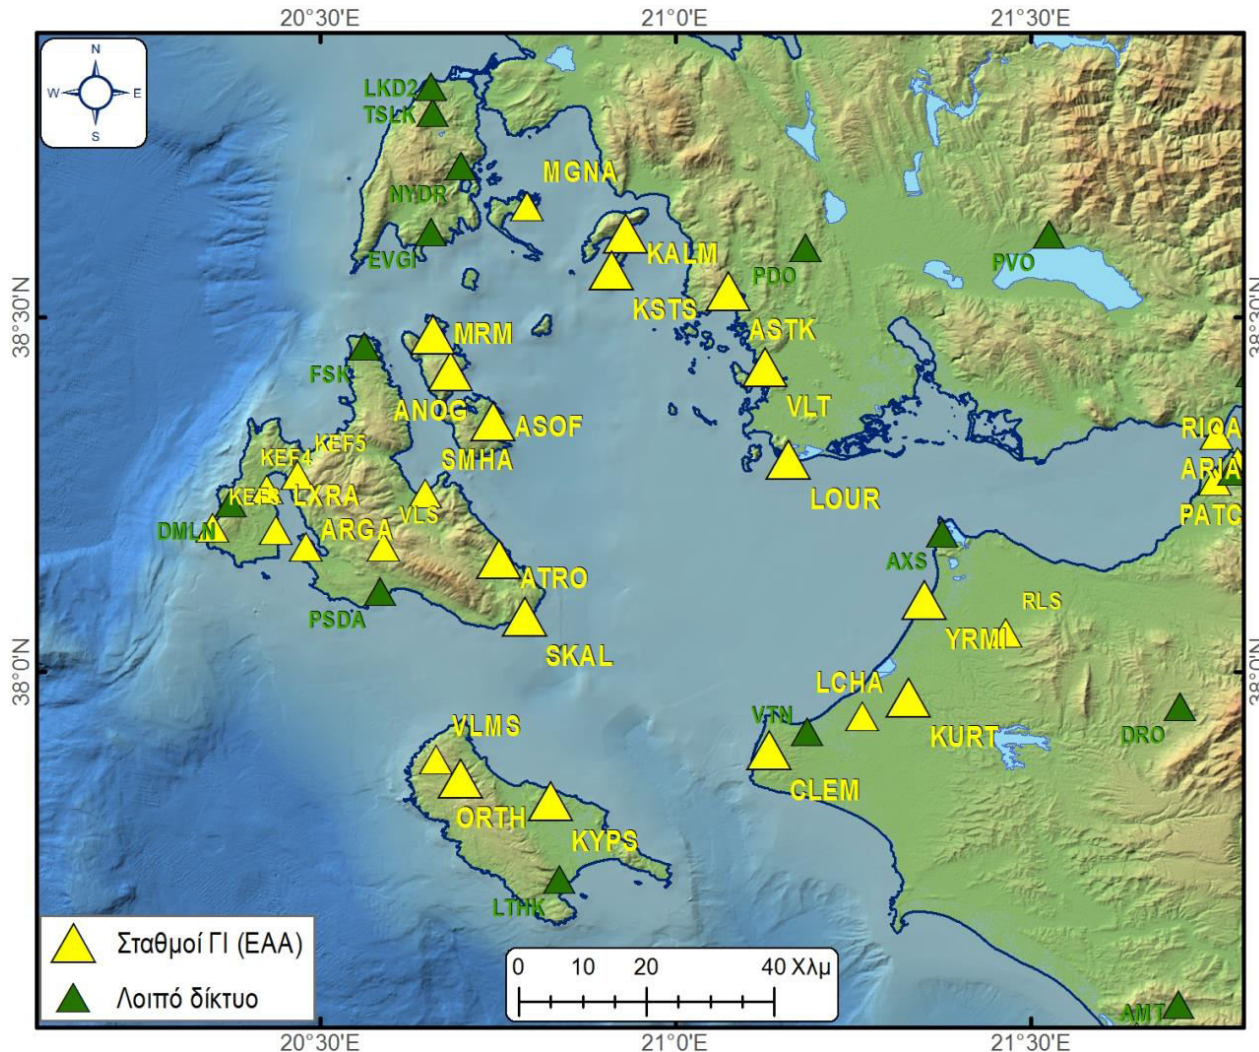 20°30'E
21°0'E
21°30'E
N
W
E
S
LKD2
TSLK
MGNA
NYDR
EVGI
KALM
PDO
PVO
KSTS
38°30'N
38°30'N
MRM
ASTK
FSK
ANOG
VLT
ASOF
RIOA
KEF5
KEF4
SMHA
ARIA
KEF3
LXRA
LOUR
VLS
PATC
DMLN
ARGA
AXS
ATRO
RLS
PSDA
YRMI
SKAL
38°0'N
38°0'N
LCHA
VTN
VLMS
KURT
DRO
CLEM
ORTH
KYPS
LTHK
Σταθμοί ΓΙ (ΕΑΑ)
Λοιπό δίκτυο
0 10 20 40 Χλμ
AMT
20°30'E
21°0'E
21°30'E